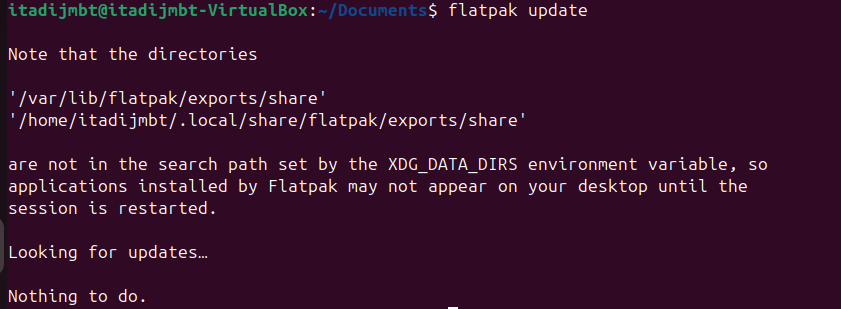 itadijmbt@itadijmbt-VirtualBox:~/Documents$ flatpak update
Note that the directories
'/var/lib/flatpak/exports/share'
'/home/itadijmbt/.local/share/flatpak/exports/share'
are not in the search path set by the XDG_DATA_DIRS environment variable, so
applications installed by Flatpak may not appear on your desktop until the
session is restarted.
Looking for updates…
Nothing to do.